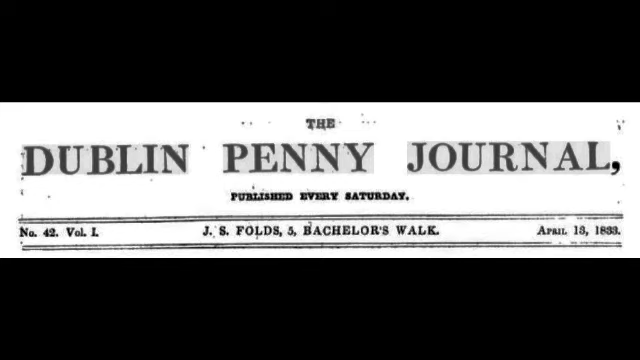 THE
DUBLIN PENNY JOURNAL,
PUBLISHED EVERY SATURDAY.
No. 42. Vol. I. J. S. FOLDS, 5, BACHELOR'S WALK. APRIL 13, 1833.